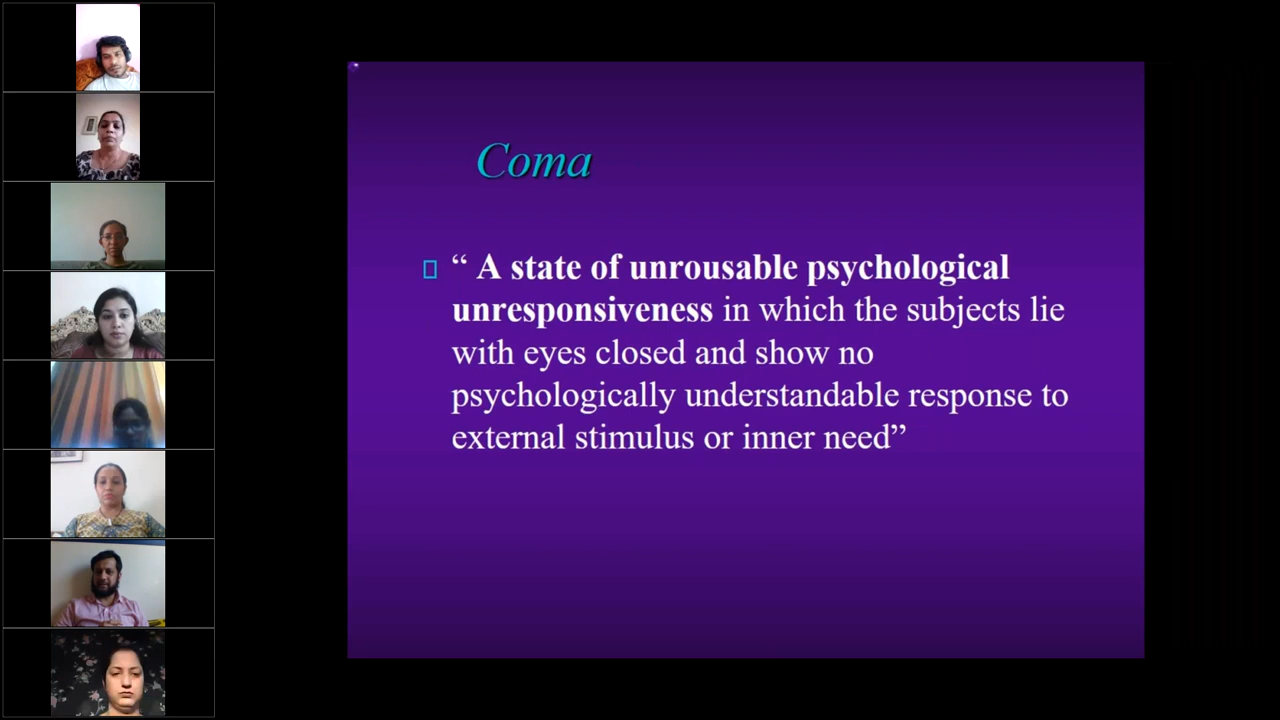 Coma
“ A state of unrousable psychological
unresponsiveness in which the subjects lie
with eyes closed and show no
psychologically understandable response to
external stimulus or inner need”